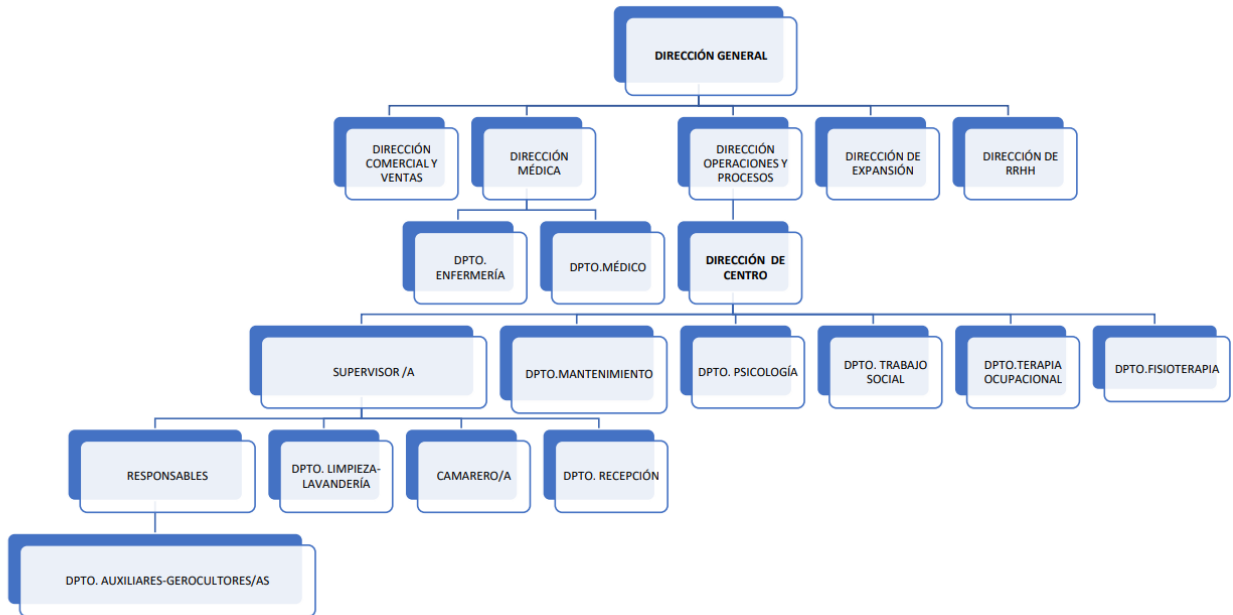 DIRECCIÓN GENERAL
DIRECCIÓN
COMERCIAL Y
VENTAS
DIRECCIÓN
MÉDICA
DIRECCIÓN
OPERACIONES Y
PROCESOS
DIRECCIÓN DE
EXPANSIÓN
DIRECCIÓN DE
RRHH
DPTO.
ENFERMERÍA
DPTO.MÉDICO
DIRECCIÓN DE
CENTRO
SUPERVISOR /A
DPTO.MANTENIMIENTO
DPTO. PSICOLOGÍA
DPTO. TRABAJO
SOCIAL
DPTO.TERAPIA
OCUPACIONAL
DPTO.FISIOTERAPIA
RESPONSABLES
DPTO. LIMPIEZA-
LAVANDERÍA
CAMARERO/A
DPTO. RECEPCIÓN
DPTO. AUXILIARES-GEROCULTORES/AS